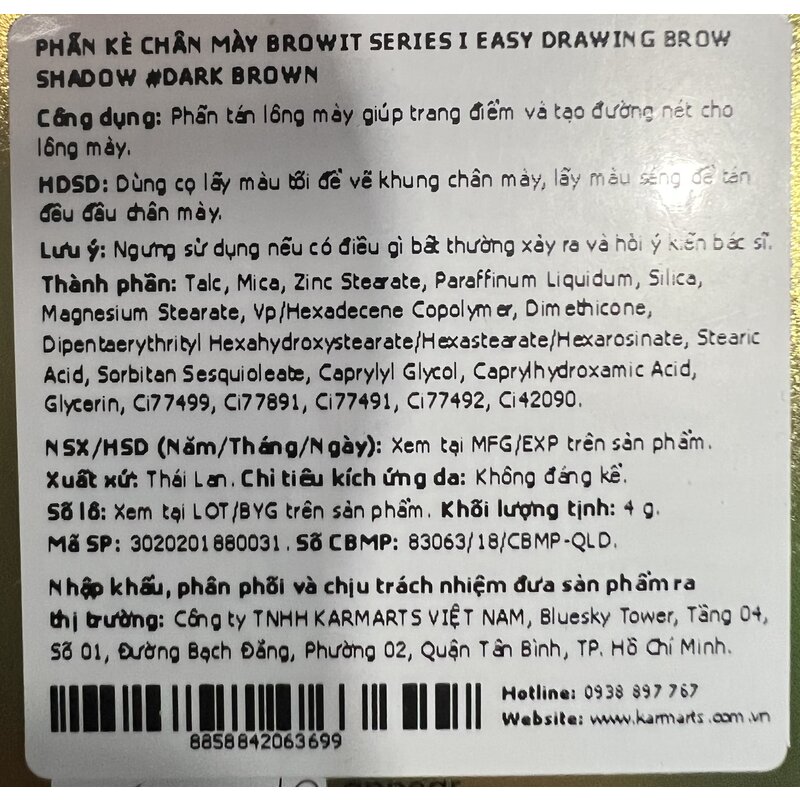 PHẤN KẺ CHÂN MÀY BROWIT SERIES I EASY DRAWING BROW
SHADOW #DARK BROWN
Công dụng: Phấn tán lông mày giúp trang điểm và tạo đường nét cho
lông mày.
HDSD: Dùng cọ lấy màu tối để vẽ khung chân mày, lấy màu sáng để tán
đều đầu chân mày.
Lưu ý: Ngưng sử dụng nếu có điều gì bất thường xảy ra và hỏi ý kiến bác sĩ.
Thành phần: Talc, Mica, Zinc Stearate, Paraffinum Liquidum, Silica,
Magnesium Stearate, Vp/Hexadecene Copolymer, Dimethicone,
Dipentaerythrityl Hexahydroxystearate/Hexastearate/Hexarosinate, Stearic
Acid, Sorbitan Sesquioleate, Caprylyl Glycol, Caprylhydroxamic Acid,
Glycerin, Ci77499, Ci77891, Ci77491, Ci77492, Ci42090.
NSX/HSD (Năm/Tháng/Ngày): Xem tại MFG/EXP trên sản phẩm.
Xuất xứ: Thái Lan. Chỉ tiêu kích ứng da: Không đáng kể.
Số lô: Xem tại LOT/BYG trên sản phẩm. Khối lượng tịnh: 4 g.
Mã SP: 3020201880031. Số CBMP: 83063/18/CBMP-QLD.
Nhập khẩu, phân phối và chịu trách nhiệm đưa sản phẩm ra
thị trường: Công ty TNHH KARMARTS VIỆT NAM, Bluesky Tower, Tầng 04,
Số 01, Đường Bạch Đằng, Phường 02, Quận Tân Bình, TP. Hồ Chí Minh.
Hotline: 0938 897 767
Website: www.karmarts.com.vn
8858842063699